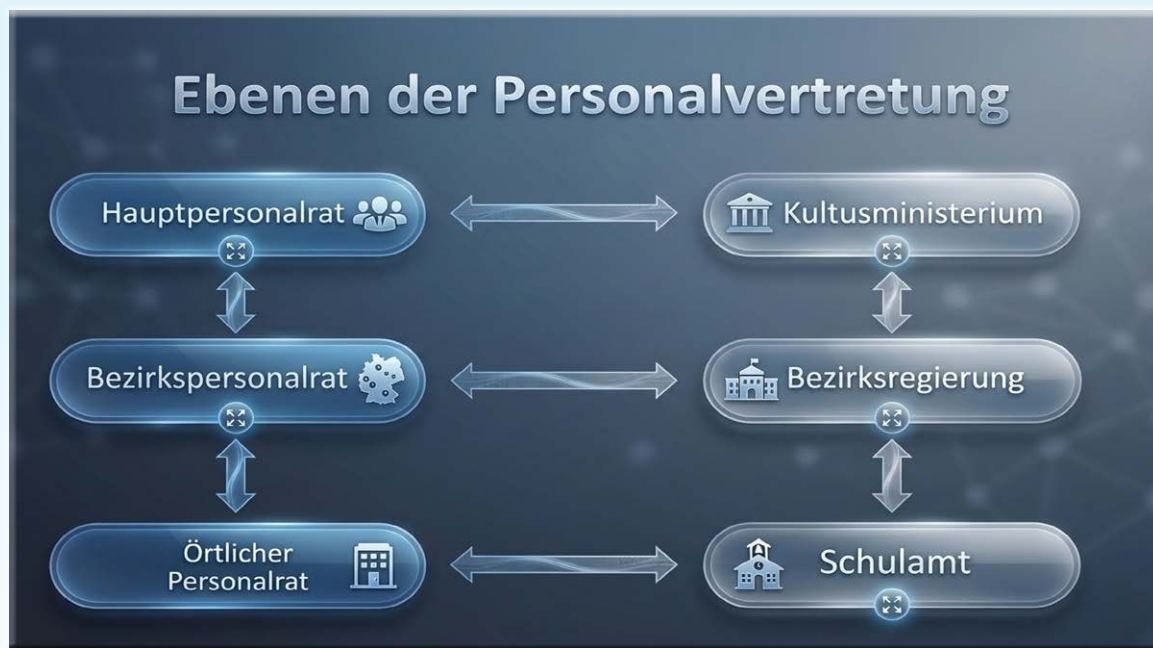 Ebenen der Personalvertretung
Hauptpersonalrat
Kultusministerium
Bezirkspersonalrat
Bezirksregierung
Örtlicher
Personalrat
Schulamt